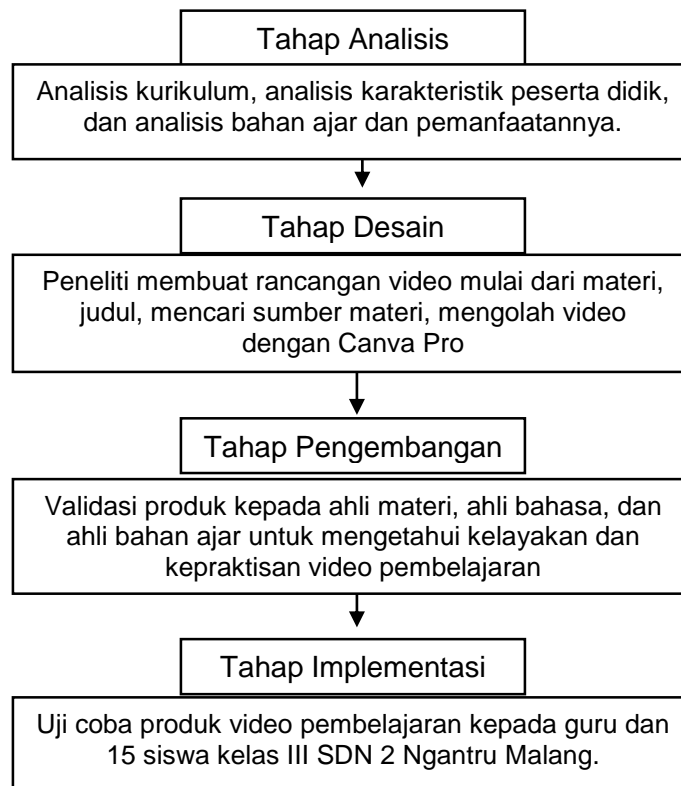 Tahap Analisis
Analisis kurikulum, analisis karakteristik peserta didik,
dan analisis bahan ajar dan pemanfaatannya.
Tahap Desain
Peneliti membuat rancangan video mulai dari materi,
judul, mencari sumber materi, mengolah video
dengan Canva Pro
Tahap Pengembangan
Validasi produk kepada ahli materi, ahli bahasa, dan
ahli bahan ajar untuk mengetahui kelayakan dan
kepraktisan video pembelajaran
Tahap Implementasi
Uji coba produk video pembelajaran kepada guru dan
15 siswa kelas III SDN 2 Ngantru Malang.